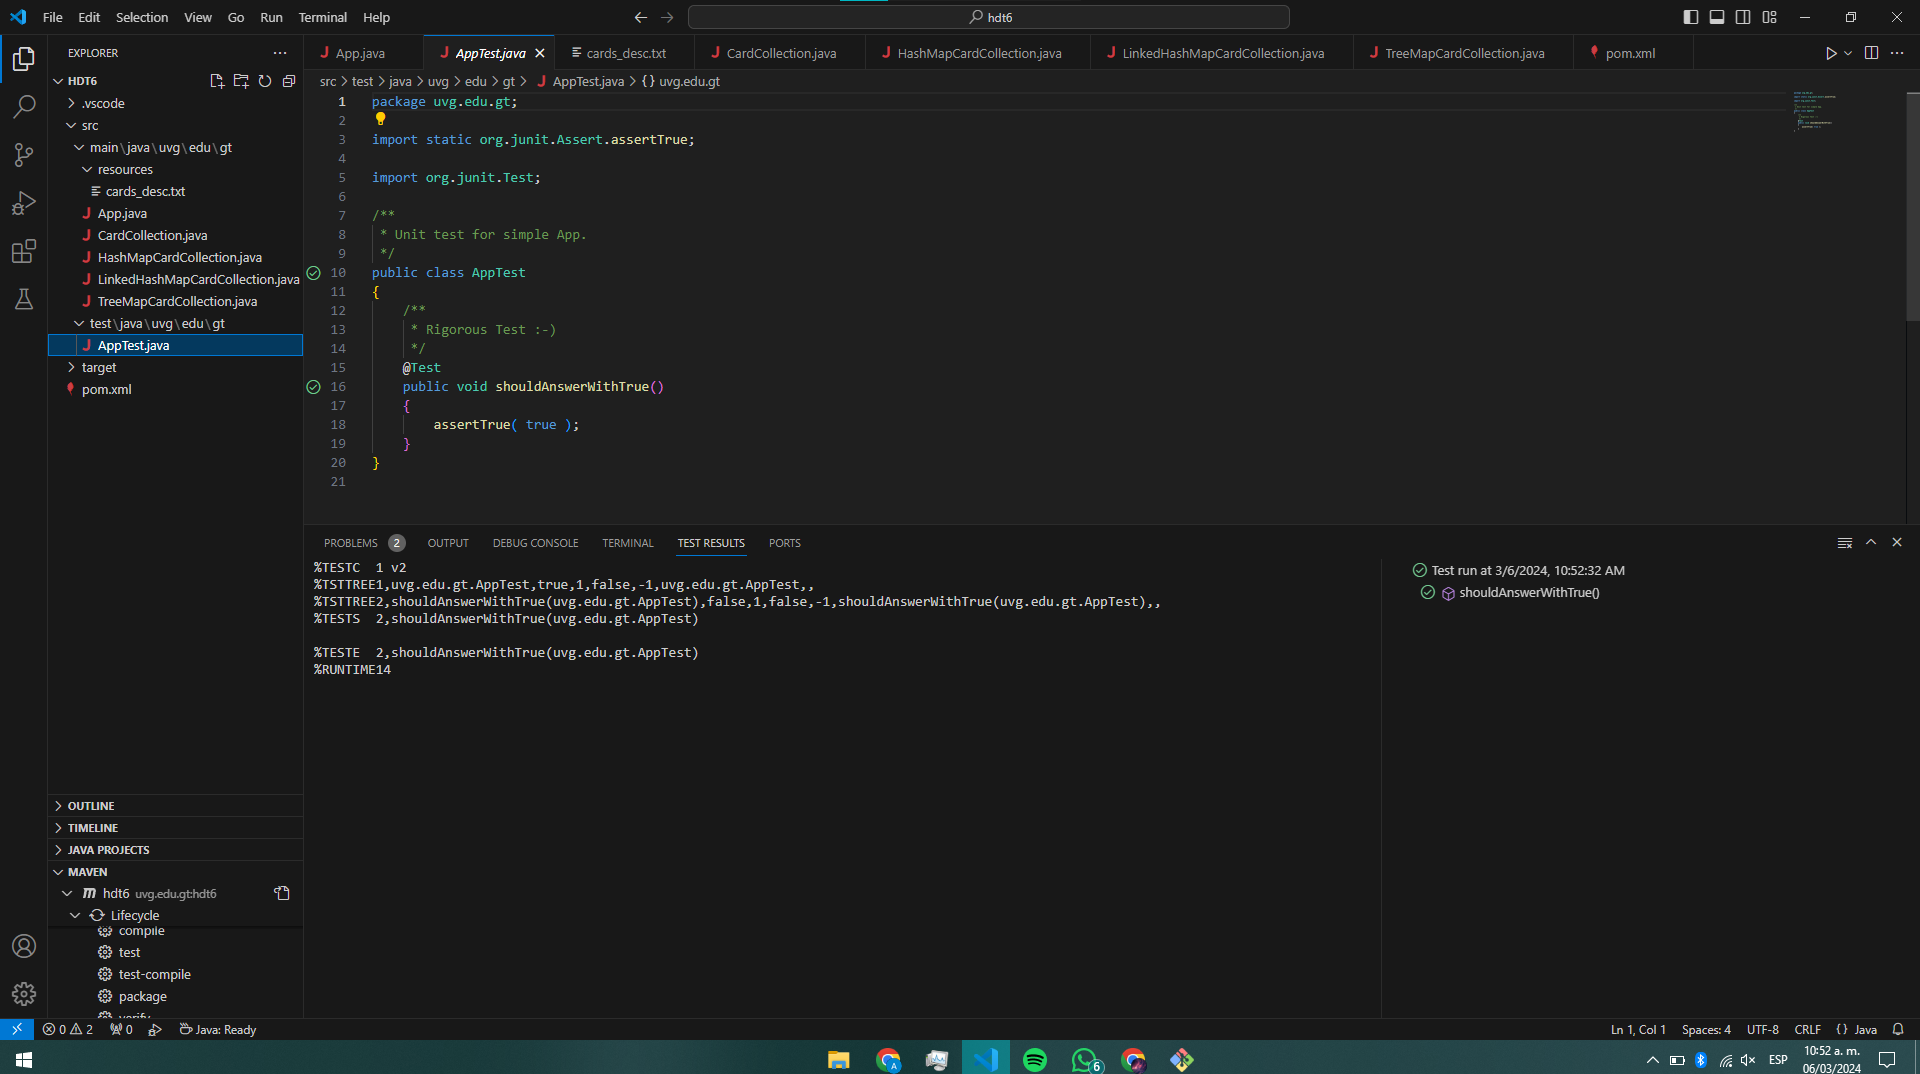 File Edit Selection View Go Run Terminal Help
hdt6
EXPLORER
HDT6
.vscode
src
main\java\uvg\edu\gt
resources
cards_desc.txt
App.java
CardCollection.java
HashMapCardCollection.java
LinkedHashMapCardCollection.java
TreeMapCardCollection.java
test\java\uvg\edu\gt
AppTest.java
target
pom.xml
OUTLINE
TIMELINE
JAVA PROJECTS
MAVEN
hdt6 uvg.edu.gt:hdt6
Lifecycle
compile
test
test-compile
package
verify
App.java AppTest.java cards_desc.txt CardCollection.java HashMapCardCollection.java LinkedHashMapCardCollection.java TreeMapCardCollection.java pom.xml
src > test > java > uvg > edu > gt > AppTest.java > {} uvg.edu.gt
1 package uvg.edu.gt;
2
3 import static org.junit.Assert.assertTrue;
4
5 import org.junit.Test;
6
7 /**
8 * Unit test for simple App.
9 */
10 public class AppTest
11 {
12 /**
13 * Rigorous Test :-)
14 */
15 @Test
16 public void shouldAnswerWithTrue()
17 {
18 assertTrue( true );
19 }
20 }
21
PROBLEMS 2 OUTPUT DEBUG CONSOLE TERMINAL TEST RESULTS PORTS
%TESTC 1 v2
%TSTTREE1,uvg.edu.gt.AppTest,true,1,false,-1,uvg.edu.gt.AppTest,,
%TSTTREE2,shouldAnswerWithTrue(uvg.edu.gt.AppTest),false,1,false,-1,shouldAnswerWithTrue(uvg.edu.gt.AppTest),,
%TESTS 2,shouldAnswerWithTrue(uvg.edu.gt.AppTest)
%TESTE 2,shouldAnswerWithTrue(uvg.edu.gt.AppTest)
%RUNTIME14
Test run at 3/6/2024, 10:52:32 AM
shouldAnswerWithTrue()
0 2 0 Java: Ready
Ln 1, Col 1 Spaces: 4 UTF-8 CRLF {} Java
6
ESP
10:52 a. m.
06/03/2024